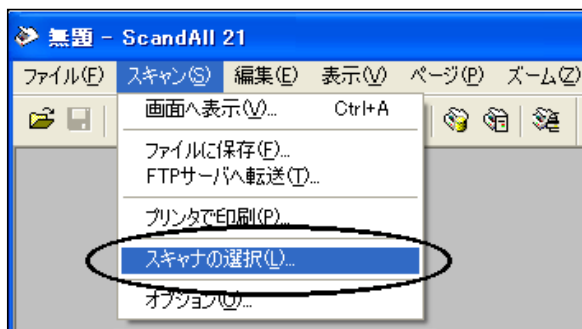 無題 - ScandAll 21
ファイル(F) スキャン(S) 編集(E) 表示(V) ページ(P) ズーム(Z)
画面へ表示(V)... Ctrl+A
ファイルに保存(F)...
FTPサーバへ転送(T)...
プリンタで印刷(P)...
スキャナの選択(L)...
オプション(O)...